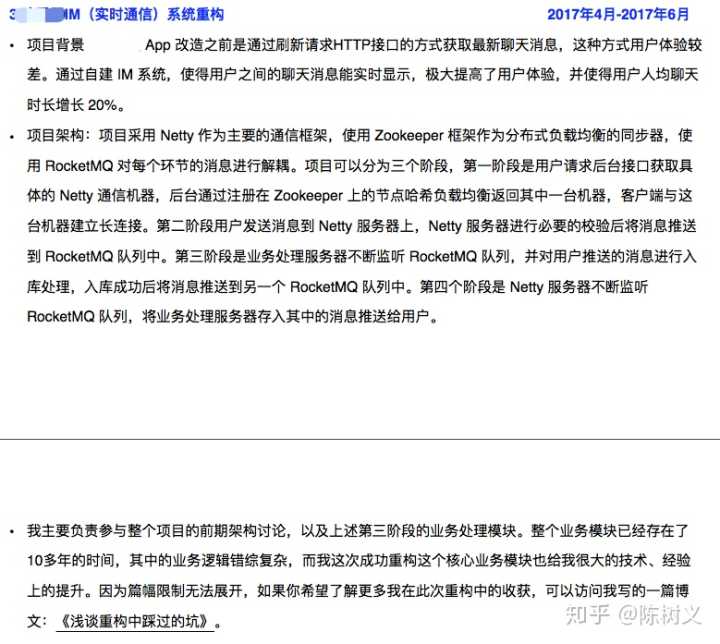 IM（实时通信）系统重构 2017年4月-2017年6月
• 项目背景 App 改造之前是通过刷新请求HTTP接口的方式获取最新聊天消息，这种方式用户体验较
差。通过自建 IM 系统，使得用户之间的聊天消息能实时显示，极大提高了用户体验，并使得用户人均聊天
时长增长 20%。
• 项目架构：项目采用 Netty 作为主要的通信框架，使用 Zookeeper 框架作为分布式负载均衡的同步器，使
用 RocketMQ 对每个环节的消息进行解耦。项目可以分为三个阶段，第一阶段是用户请求后台接口获取具
体的 Netty 通信机器，后台通过注册在 Zookeeper 上的节点哈希负载均衡返回其中一台机器，客户端与这
台机器建立长连接。第二阶段用户发送消息到 Netty 服务器上，Netty 服务器进行必要的校验后将消息推送
到 RocketMQ 队列中。第三阶段是业务处理服务器不断监听 RocketMQ 队列，并对用户推送的消息进行入
库处理，入库成功后将消息推送到另一个 RocketMQ 队列中。第四个阶段是 Netty 服务器不断监听
RocketMQ 队列，将业务处理服务器存入其中的消息推送给用户。
• 我主要负责参与整个项目的前期架构讨论，以及上述第三阶段的业务处理模块。整个业务模块已经存在了
10多年的时间，其中的业务逻辑错综复杂，而我这次成功重构这个核心业务模块也给我很大的技术、经验
上的提升。因为篇幅限制无法展开，如果你希望了解更多我在此次重构中的收获，可以访问我写的一篇博
文：《浅谈重构中踩过的坑》。
知乎 @陈树义